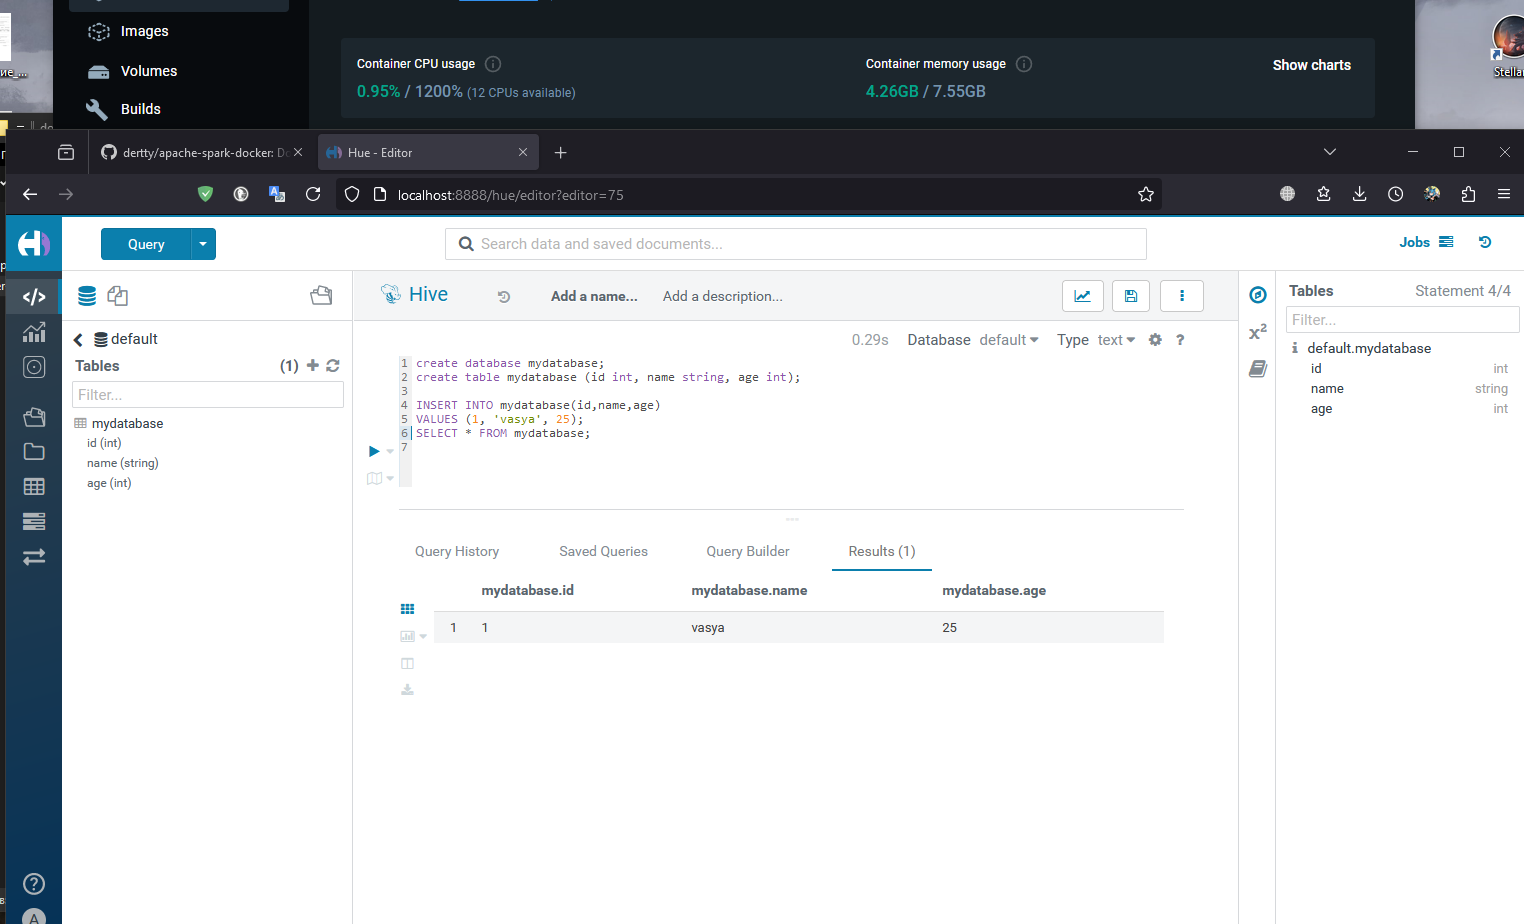 Images
Volumes
Builds
Container CPU usage
0.95% / 1200% (12 CPUs available)
Container memory usage
4.26GB / 7.55GB
Show charts
ие_...
Stella
dertty/apache-spark-docker: De
Hue - Editor
localhost:8888/hue/editor?editor=75
Query
Search data and saved documents...
Jobs
default
Tables
(1)
Filter...
mydatabase
id (int)
name (string)
age (int)
Hive
Add a name...
Add a description...
0.29s
Database default
Type text
?
1 create database mydatabase;
2 create table mydatabase (id int, name string, age int);
3
4 INSERT INTO mydatabase(id,name,age)
5 VALUES (1, 'vasya', 25);
6 SELECT * FROM mydatabase;
7
Query History
Saved Queries
Query Builder
Results (1)
mydatabase.id
mydatabase.name
mydatabase.age
1
1
vasya
25
x²
Tables
Statement 4/4
Filter...
default.mydatabase
id int
name string
age int
A